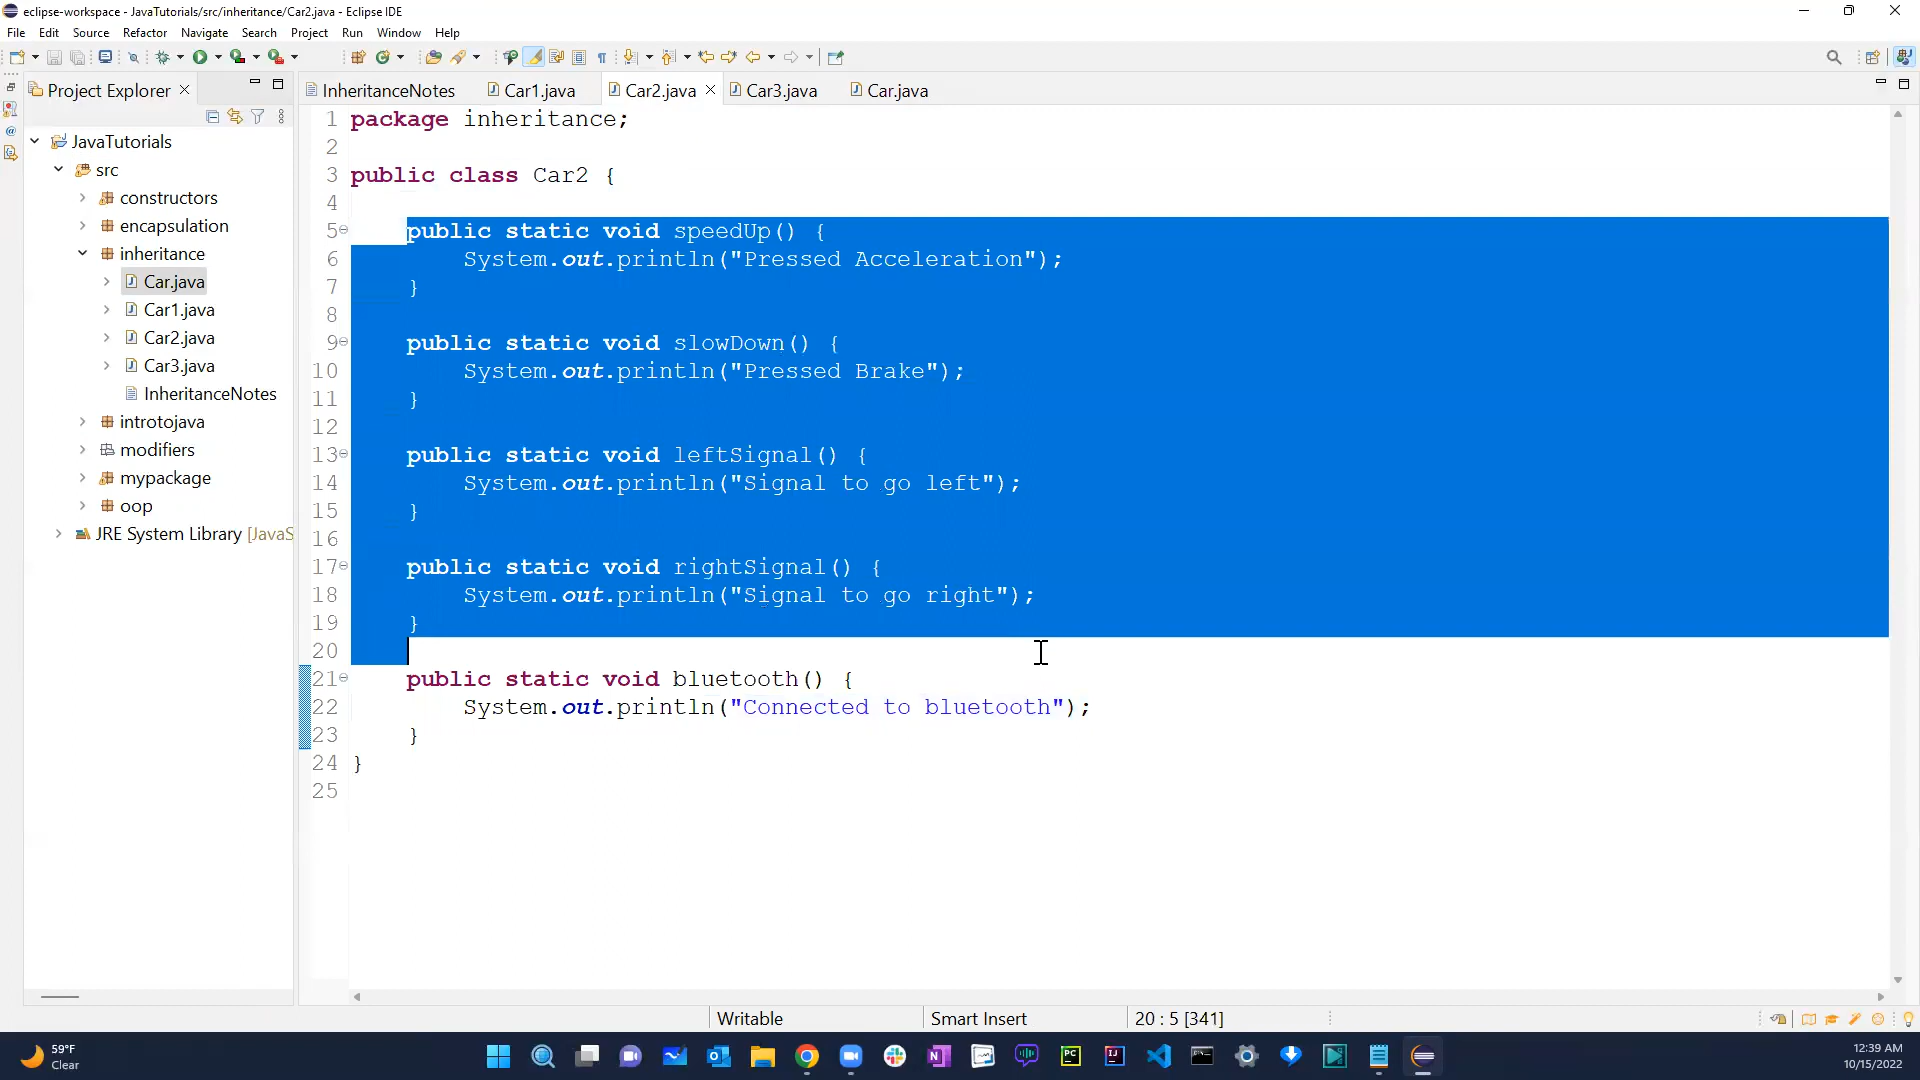 eclipse-workspace - JavaTutorials/src/inheritance/Car2.java - Eclipse IDE
File Edit Source Refactor Navigate Search Project Run Window Help
Project Explorer
InheritanceNotes Car1.java Car2.java Car3.java Car.java
JavaTutorials
src
constructors
encapsulation
inheritance
Car.java
Car1.java
Car2.java
Car3.java
InheritanceNotes
introtojava
modifiers
mypackage
oop
JRE System Library [JavaS
1 package inheritance;
2
3 public class Car2 {
4
5 public static void speedUp() {
6 System.out.println("Pressed Acceleration");
7 }
8
9 public static void slowDown() {
10 System.out.println("Pressed Brake");
11 }
12
13 public static void leftSignal() {
14 System.out.println("Signal to go left");
15 }
16
17 public static void rightSignal() {
18 System.out.println("Signal to go right");
19 }
20
21 public static void bluetooth() {
22 System.out.println("Connected to bluetooth");
23 }
24 }
25
Writable Smart Insert 20 : 5 [341]
59°F
Clear
12:39 AM
10/15/2022